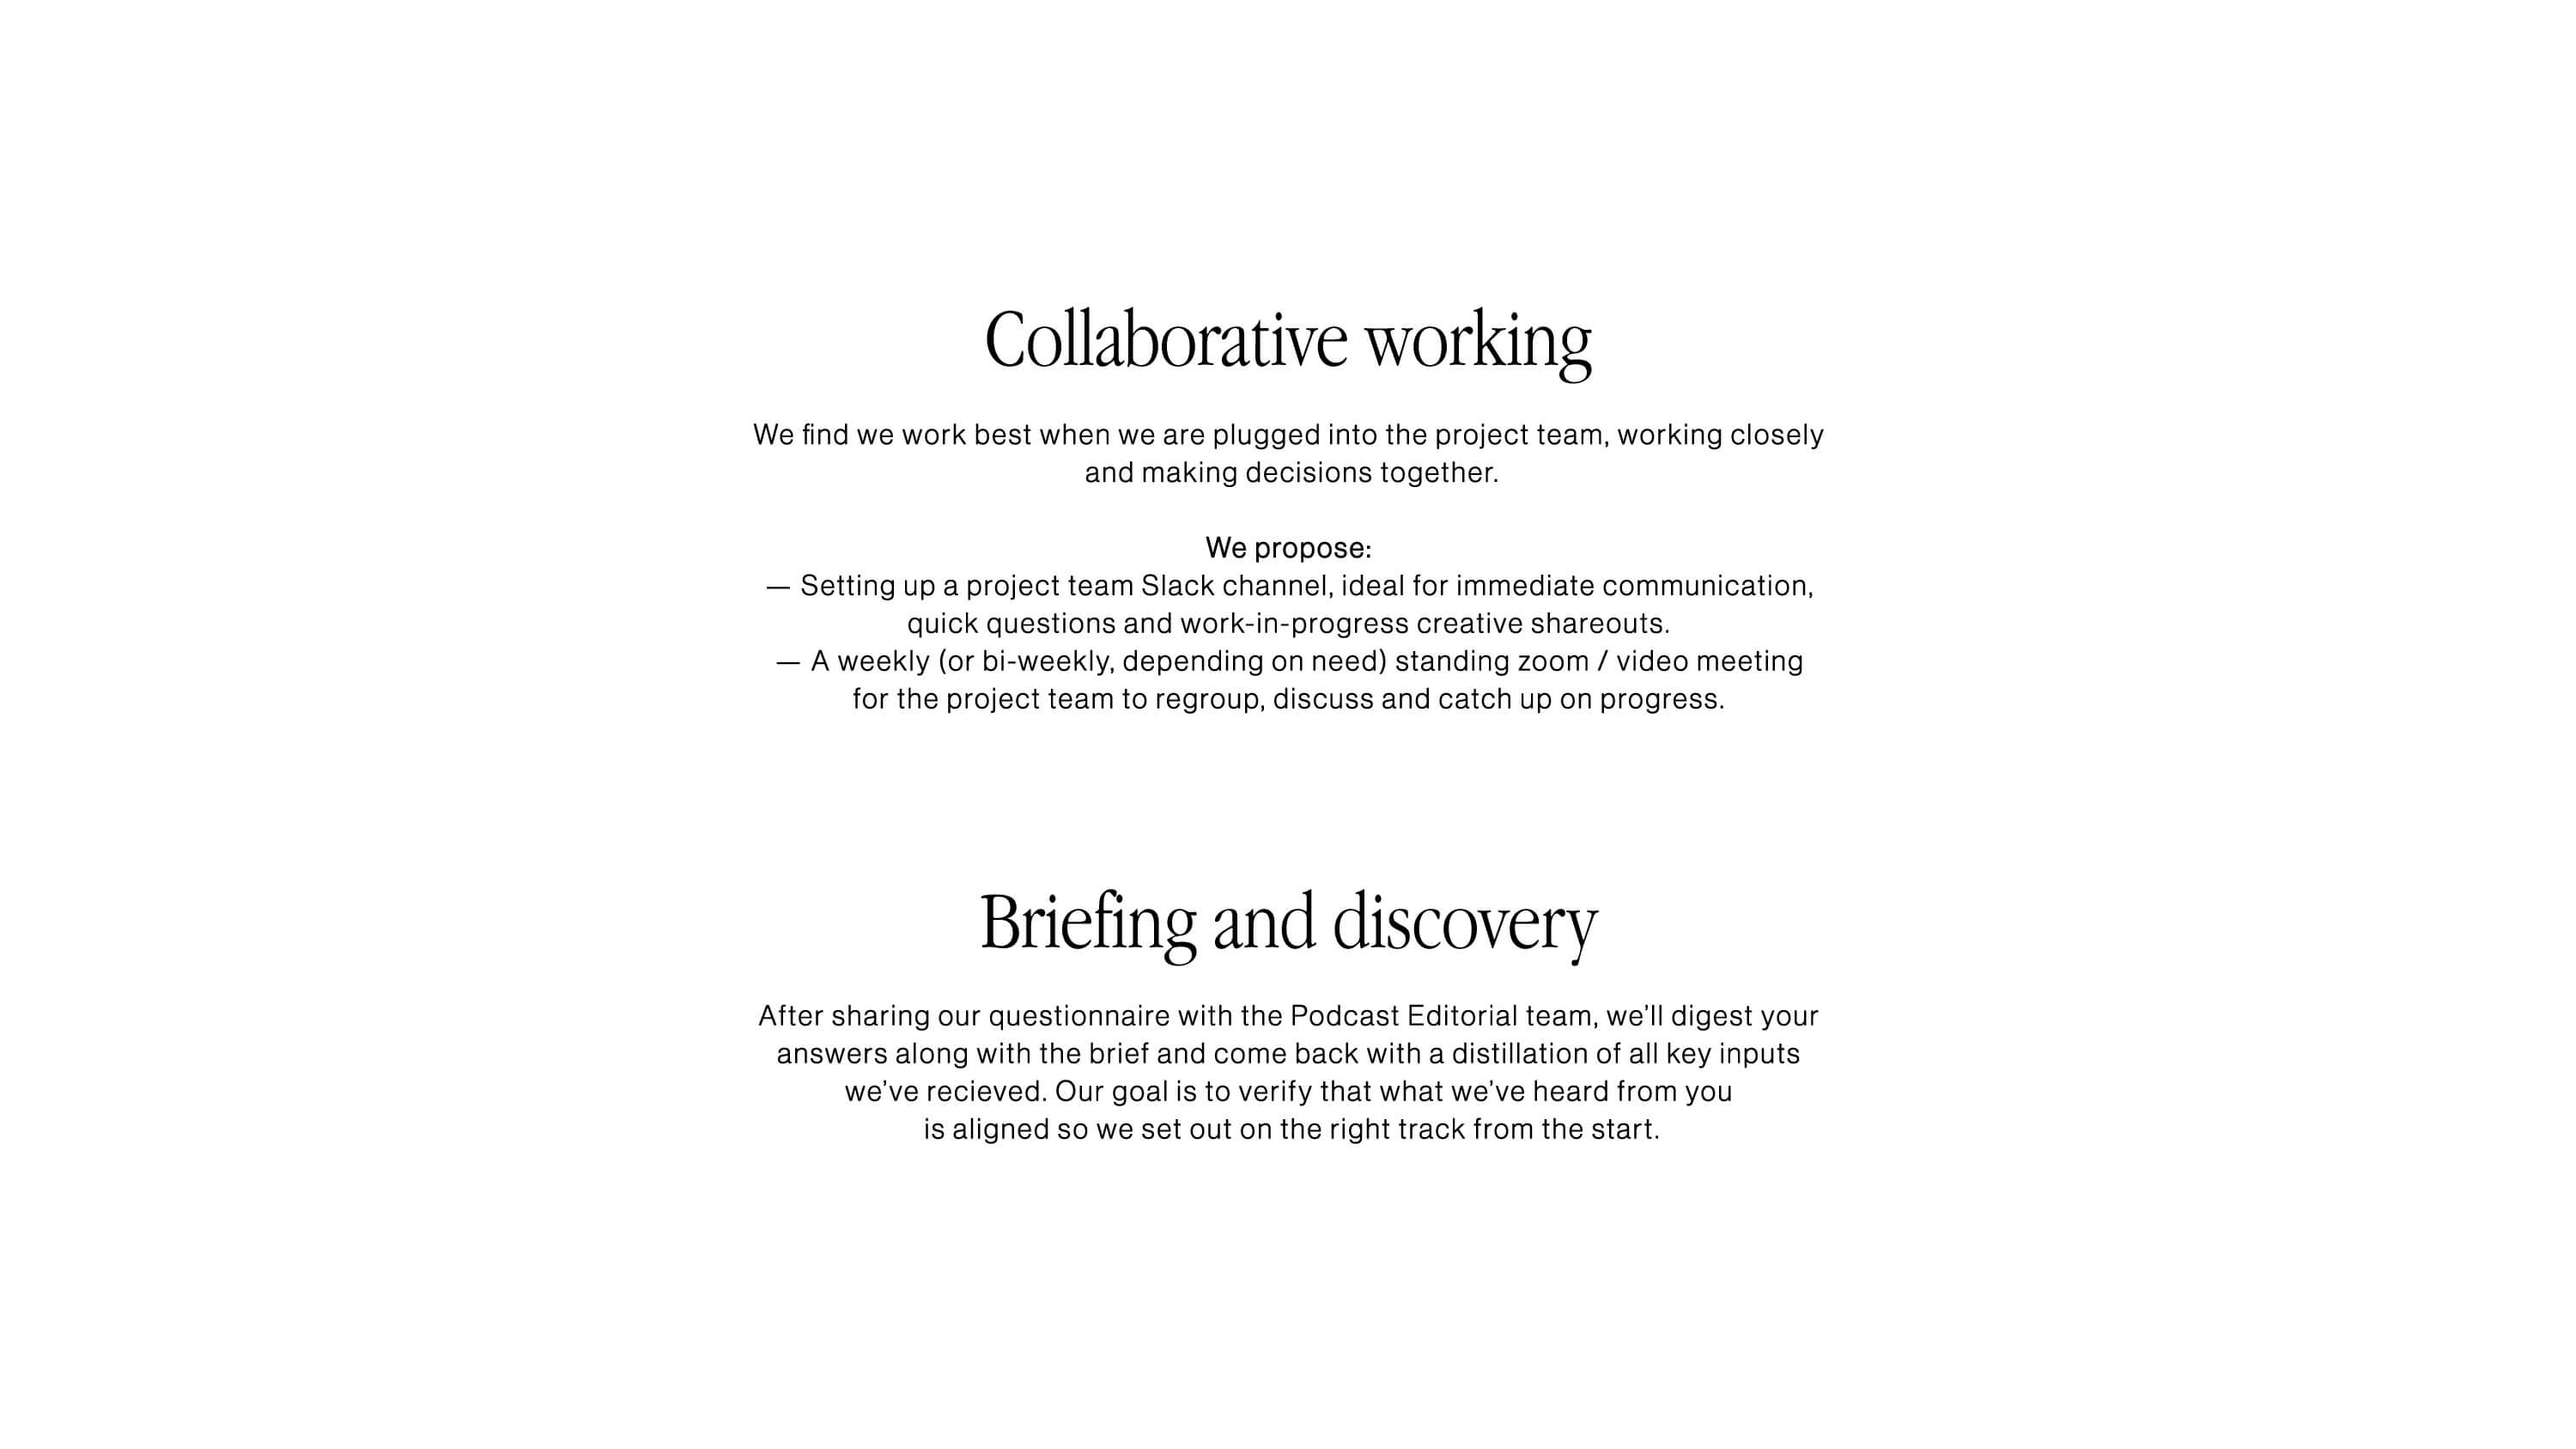 Collaborative working
We find we work best when we are plugged into the project team, working closely
and making decisions together.
We propose:
— Setting up a project team Slack channel, ideal for immediate communication,
quick questions and work-in-progress creative shareouts.
— A weekly (or bi-weekly, depending on need) standing zoom / video meeting
for the project team to regroup, discuss and catch up on progress.
Briefing and discovery
After sharing our questionnaire with the Podcast Editorial team, we’ll digest your
answers along with the brief and come back with a distillation of all key inputs
we’ve recieved. Our goal is to verify that what we’ve heard from you
is aligned so we set out on the right track from the start.